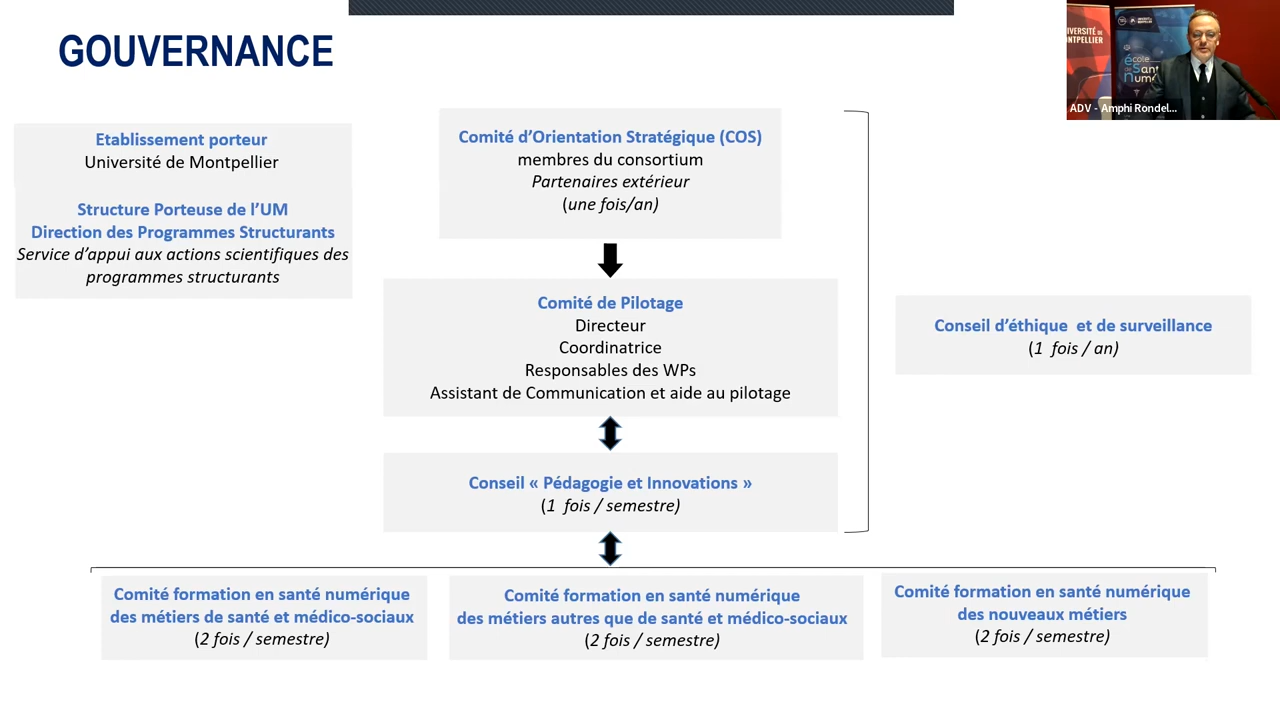 GOUVERNANCE
Etablissement porteur
Université de Montpellier
Structure Porteuse de l'UM
Direction des Programmes Structurants
Service d'appui aux actions scientifiques des
programmes structurants
Comité d'Orientation Stratégique (COS)
membres du consortium
Partenaires extérieur
(une fois/an)
Comité de Pilotage
Directeur
Coordinatrice
Responsables des WPs
Assistant de Communication et aide au pilotage
Conseil « Pédagogie et Innovations »
(1 fois / semestre)
Conseil d'éthique et de surveillance
(1 fois / an)
Comité formation en santé numérique
des métiers de santé et médico-sociaux
(2 fois / semestre)
Comité formation en santé numérique
des métiers autres que de santé et médico-sociaux
(2 fois / semestre)
Comité formation en santé numérique
des nouveaux métiers
(2 fois / semestre)
ADV - Amphi Rondel...